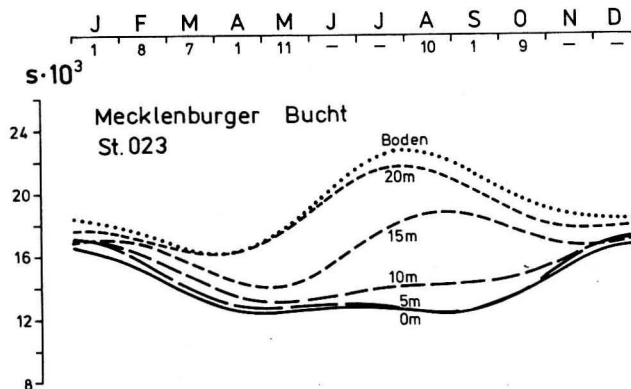 J F M A M J J A S O N D
1 8 7 1 11 – – 10 1 9 – –
s·10³
24
Mecklenburger Bucht
St. 023
Boden
20m
20
15m
16
10m
5m
12
0m
8